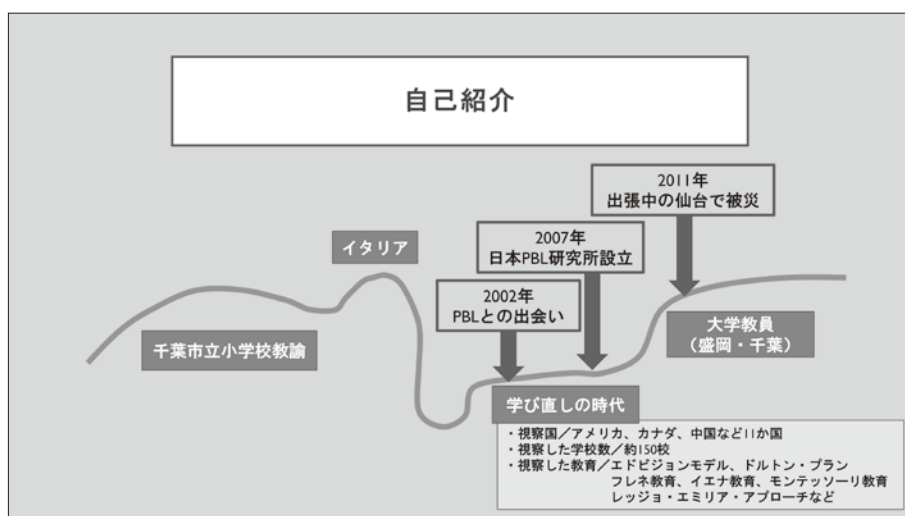 自己紹介
2011年
出張中の仙台で被災
2007年
日本PBL研究所設立
イタリア
2002年
PBLとの出会い
千葉市立小学校教諭
大学教員
（盛岡・千葉）
学び直しの時代
・視察国／アメリカ、カナダ、中国など11か国
・視察した学校数／約150校
・視察した教育／エドビジョンモデル、ドルトン・プラン
フレネ教育、イエナ教育、モンテッソーリ教育
レッジョ・エミリア・アプローチなど